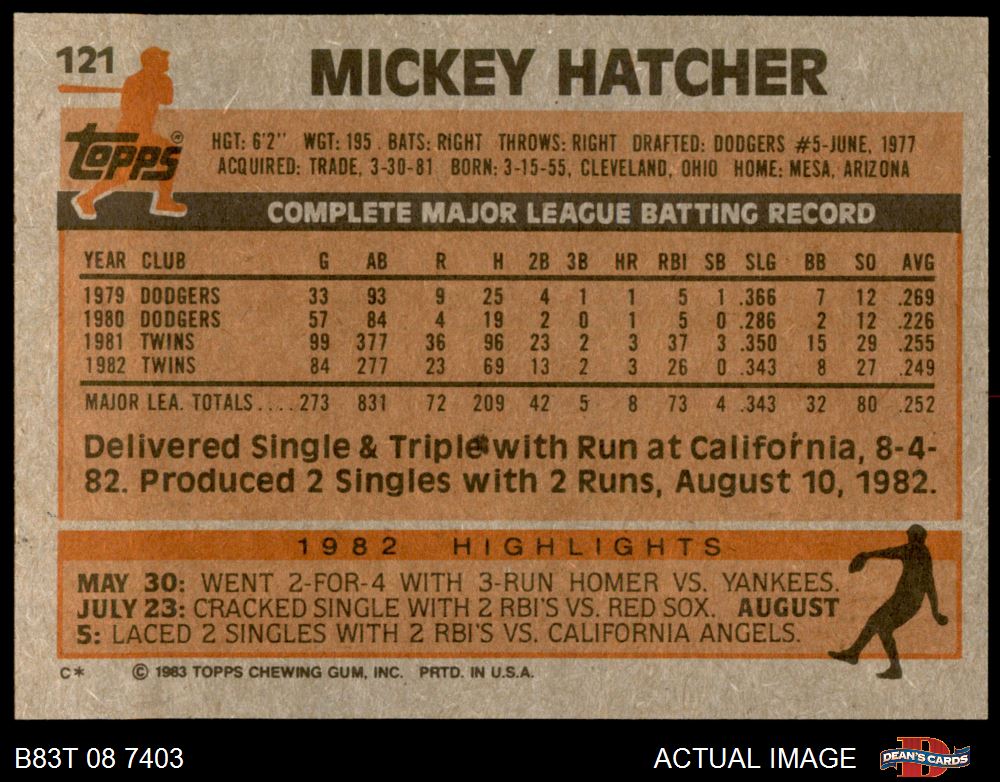 121
MICKEY HATCHER
topps®
HGT: 6'2" WGT: 195 . BATS: RIGHT THROWS: RIGHT DRAFTED: DODGERS #5-JUNE, 1977
ACQUIRED: TRADE, 3-30-81 BORN: 3-15-55, CLEVELAND, OHIO HOME: MESA, ARIZONA
COMPLETE MAJOR LEAGUE BATTING RECORD
YEAR CLUB G AB R H 2B 3B HR RBI SB SLG BB SO AVG
1979 DODGERS 33 93 9 25 4 1 1 5 1 .366 7 12 .269
1980 DODGERS 57 84 4 19 2 0 1 5 0 .286 2 12 .226
1981 TWINS 99 377 36 96 23 2 3 37 3 .350 15 29 .255
1982 TWINS 84 277 23 69 13 2 3 26 0 .343 8 27 .249
MAJOR LEA. TOTALS.... 273 831 72 209 42 5 8 73 4 .343 32 80 .252
Delivered Single & Triple with Run at California, 8-4-
82. Produced 2 Singles with 2 Runs, August 10, 1982.
1982 HIGHLIGHTS
MAY 30: WENT 2-FOR-4 WITH 3-RUN HOMER VS. YANKEES.
JULY 23: CRACKED SINGLE WITH 2 RBI'S VS. RED SOX. AUGUST
5: LACED 2 SINGLES WITH 2 RBI'S VS. CALIFORNIA ANGELS.
C* © 1983 TOPPS CHEWING GUM, INC. PRTD. IN U.S.A.
B83T 08 7403
ACTUAL IMAGE
D
DEAN'S CARDS